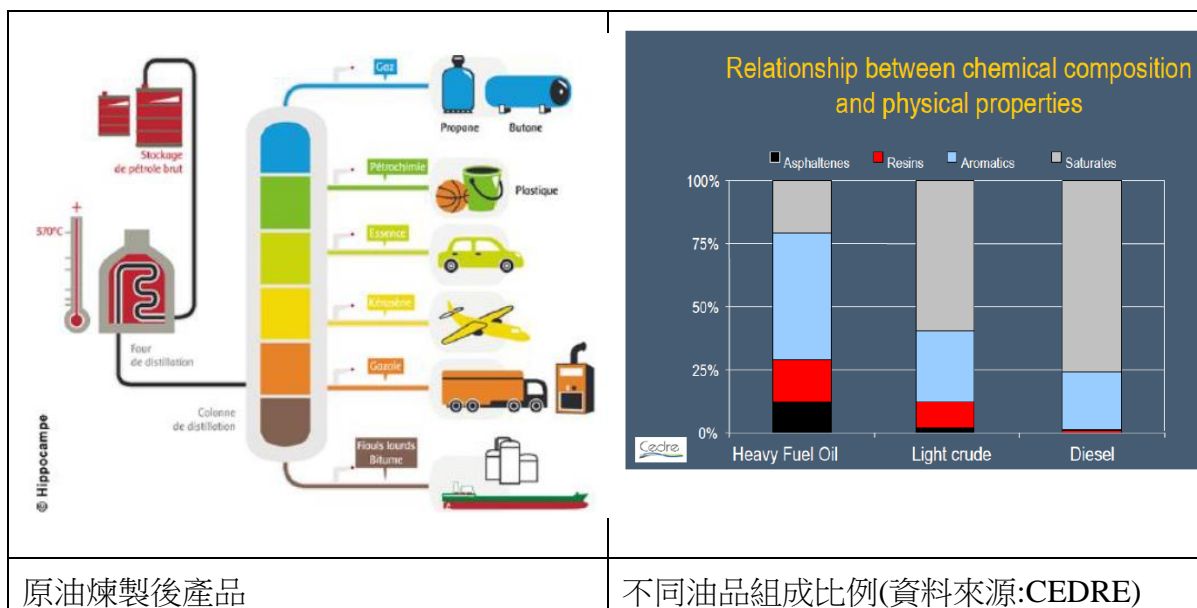 Gaz
Propane Butane
Stockage
de pétrole brut
Pétrochimie
Plastique
+
370°C
Essence
Kérosène
Four
de distillation
Gazole
Colonne
de distillation
Fiouls lourds
Bitume
© Hippocampe
Relationship between chemical composition
and physical properties
Asphaltenes Resins Aromatics Saturates
100%
75%
50%
25%
0%
Heavy Fuel Oil Light crude Diesel
Cedre
原油煉製後產品
不同油品組成比例(資料來源:CEDRE)